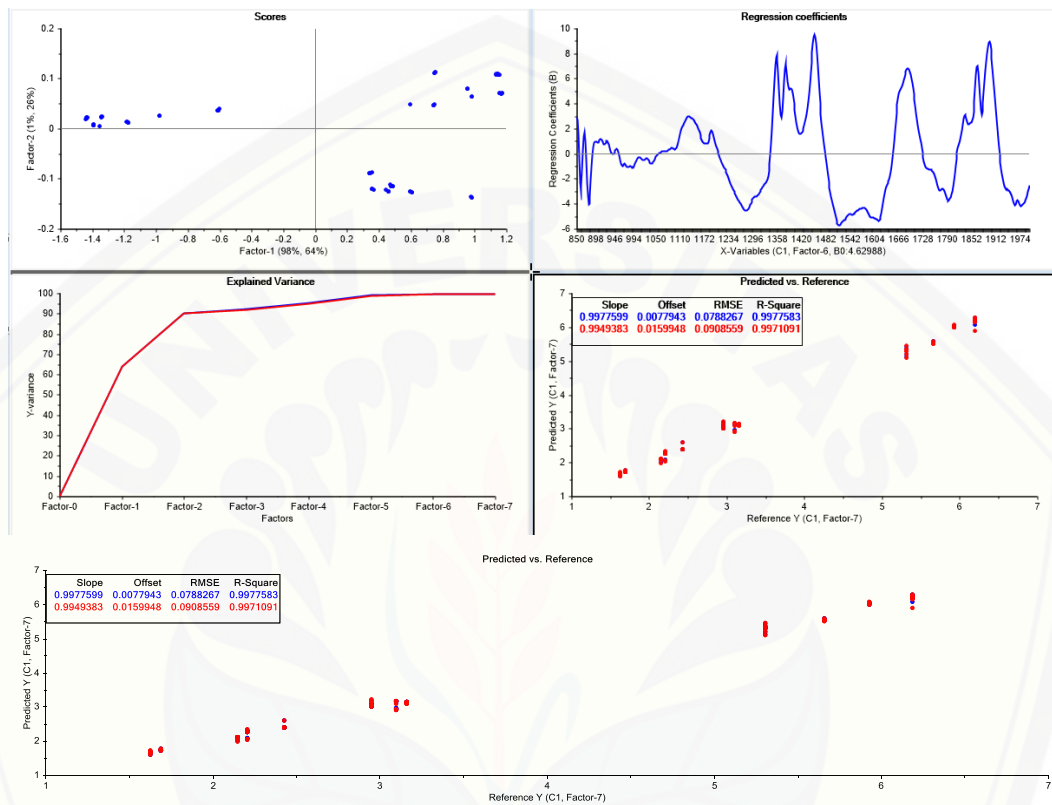 Scores
0.2
0.1
0
-0.1
-0.2
Factor-2 (1%, 26%)
-1.6 -1.4 -1.2 -1 -0.8 -0.6 -0.4 -0.2 0 0.2 0.4 0.6 0.8 1 1.2
Factor-1 (98%, 64%)
Regression coefficients
10
8
6
4
2
0
-2
-4
-6
Regression Coefficients (B)
850 898 946 994 1050 1110 1172 1234 1296 1358 1420 1482 1542 1604 1666 1728 1790 1852 1912 1974
X-Variables (C1, Factor-6, B0:4.62988)
Explained Variance
100
90
80
70
60
50
40
30
20
10
0
Y-variance
Factor-0 Factor-1 Factor-2 Factor-3 Factor-4 Factor-5 Factor-6 Factor-7
Factors
Predicted vs. Reference
Slope Offset RMSE R-Square
0.9977599 0.0077943 0.0788267 0.9977583
0.9949383 0.0159948 0.0908559 0.9971091
7
6
5
4
3
2
1
Predicted Y (C1, Factor-7)
1 2 3 4 5 6 7
Reference Y (C1, Factor-7)
Predicted vs. Reference
Slope Offset RMSE R-Square
0.9977599 0.0077943 0.0788267 0.9977583
0.9949383 0.0159948 0.0908559 0.9971091
7
6
5
4
3
2
1
Predicted Y (C1, Factor-7)
1 2 3 4 5 6 7
Reference Y (C1, Factor-7)
UNIVERSITAS